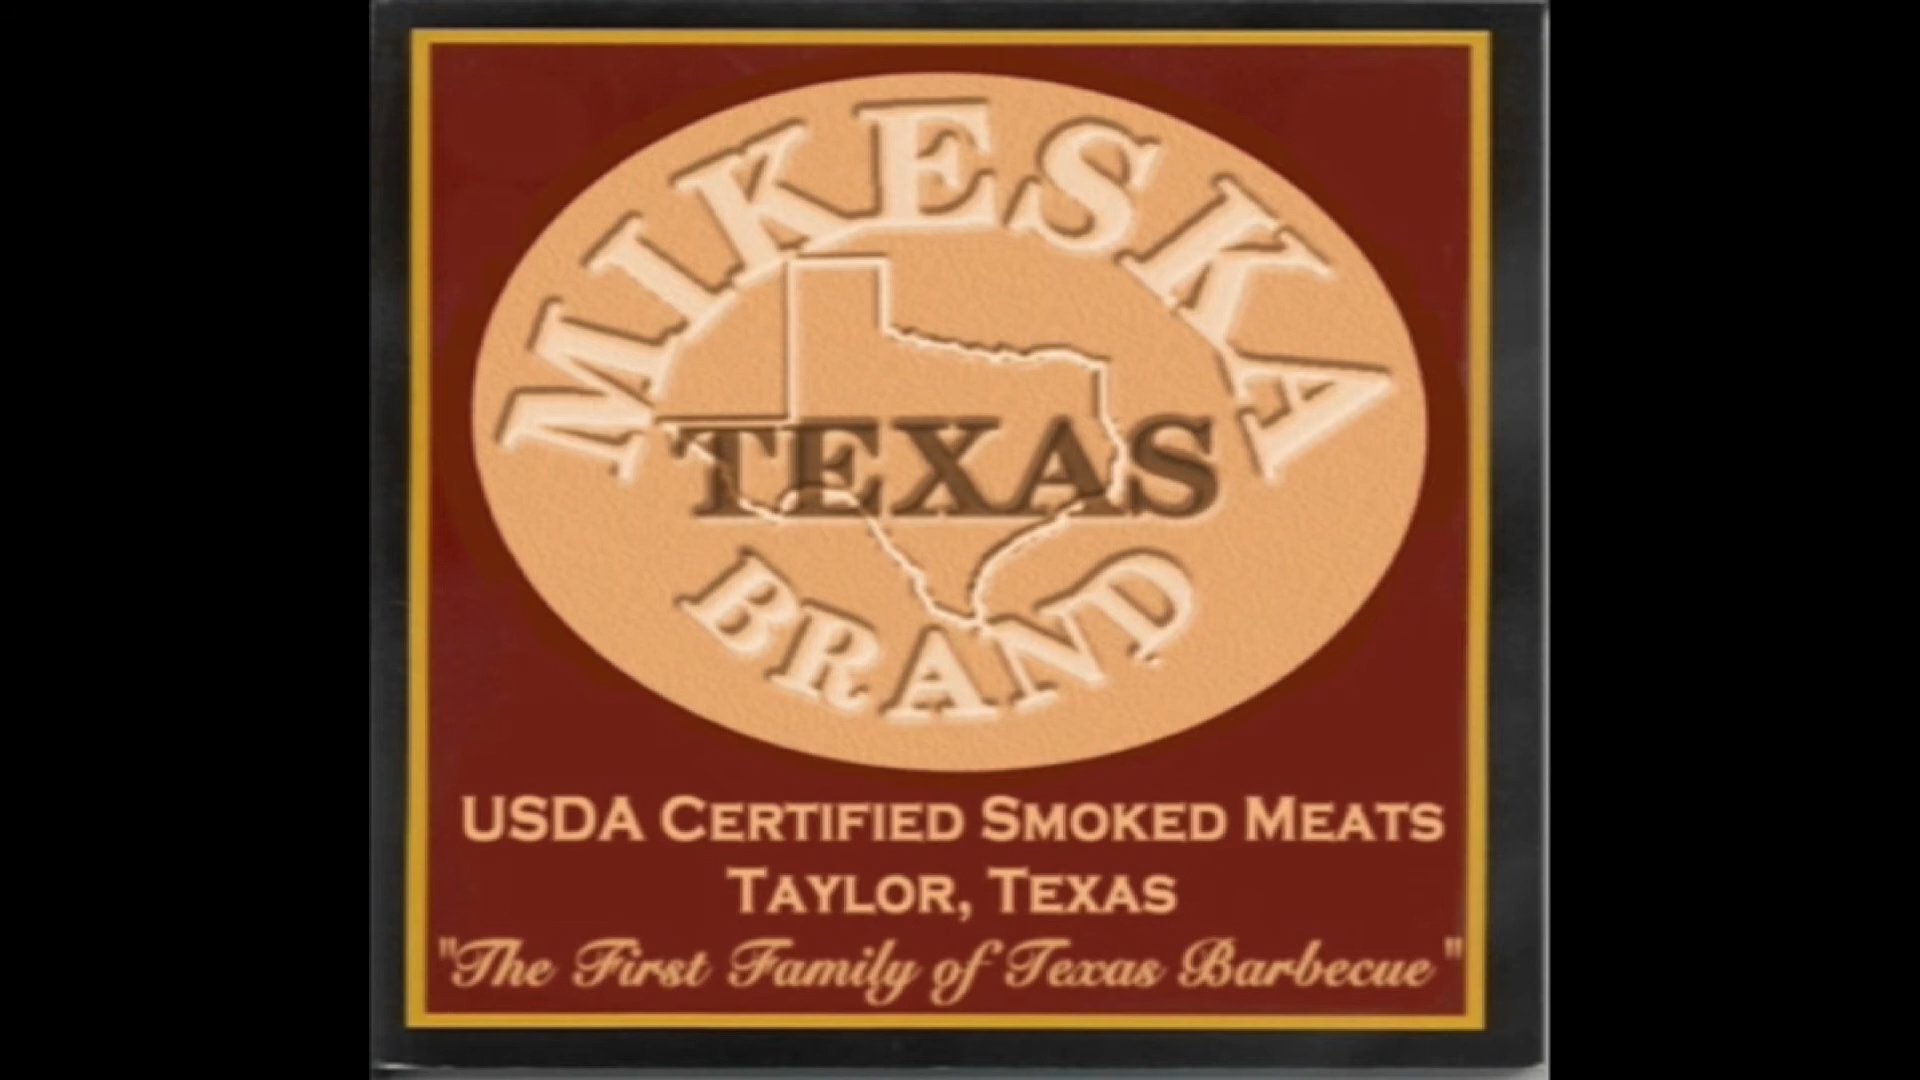 MIKESKA
TEXAS
BRAND
USDA CERTIFIED SMOKED MEATS
TAYLOR, TEXAS
"The First Family of Texas Barbecue"